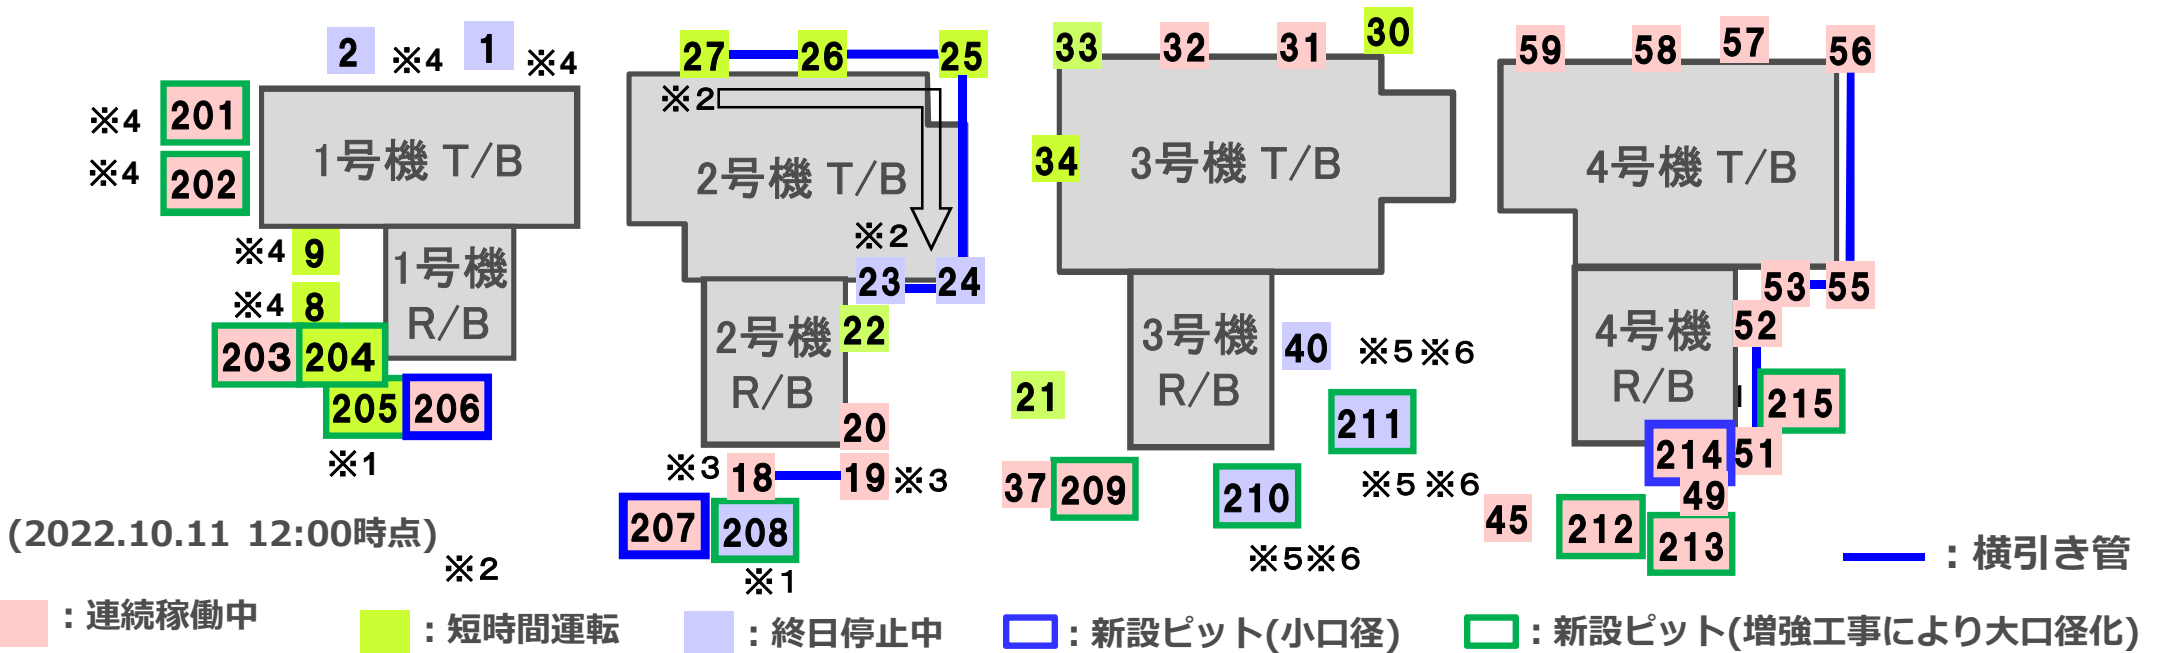 2 ※4 1 ※4
※4 201
※4 202
1号機 T/B
※4 9
※4 8
203 204
205 206
※1
1号機
R/B
27 26 25
※2
2号機 T/B
※2
23 24
22
2号機
R/B
20
※3 18 19 ※3
207 208
※1
33 32 31 30
34
3号機 T/B
3号機
R/B
40 ※5 ※6
21
211
※5 ※6
37 209 210
※5※6
59 58 57 56
4号機 T/B
53 55
52
4号機
R/B
215
214 51
49
45 212 213
(2022.10.11 12:00時点)
※2
：横引き管
：連続稼働中
：短時間運転
：終日停止中
：新設ピット(小口径)
：新設ピット(増強工事により大口径化)